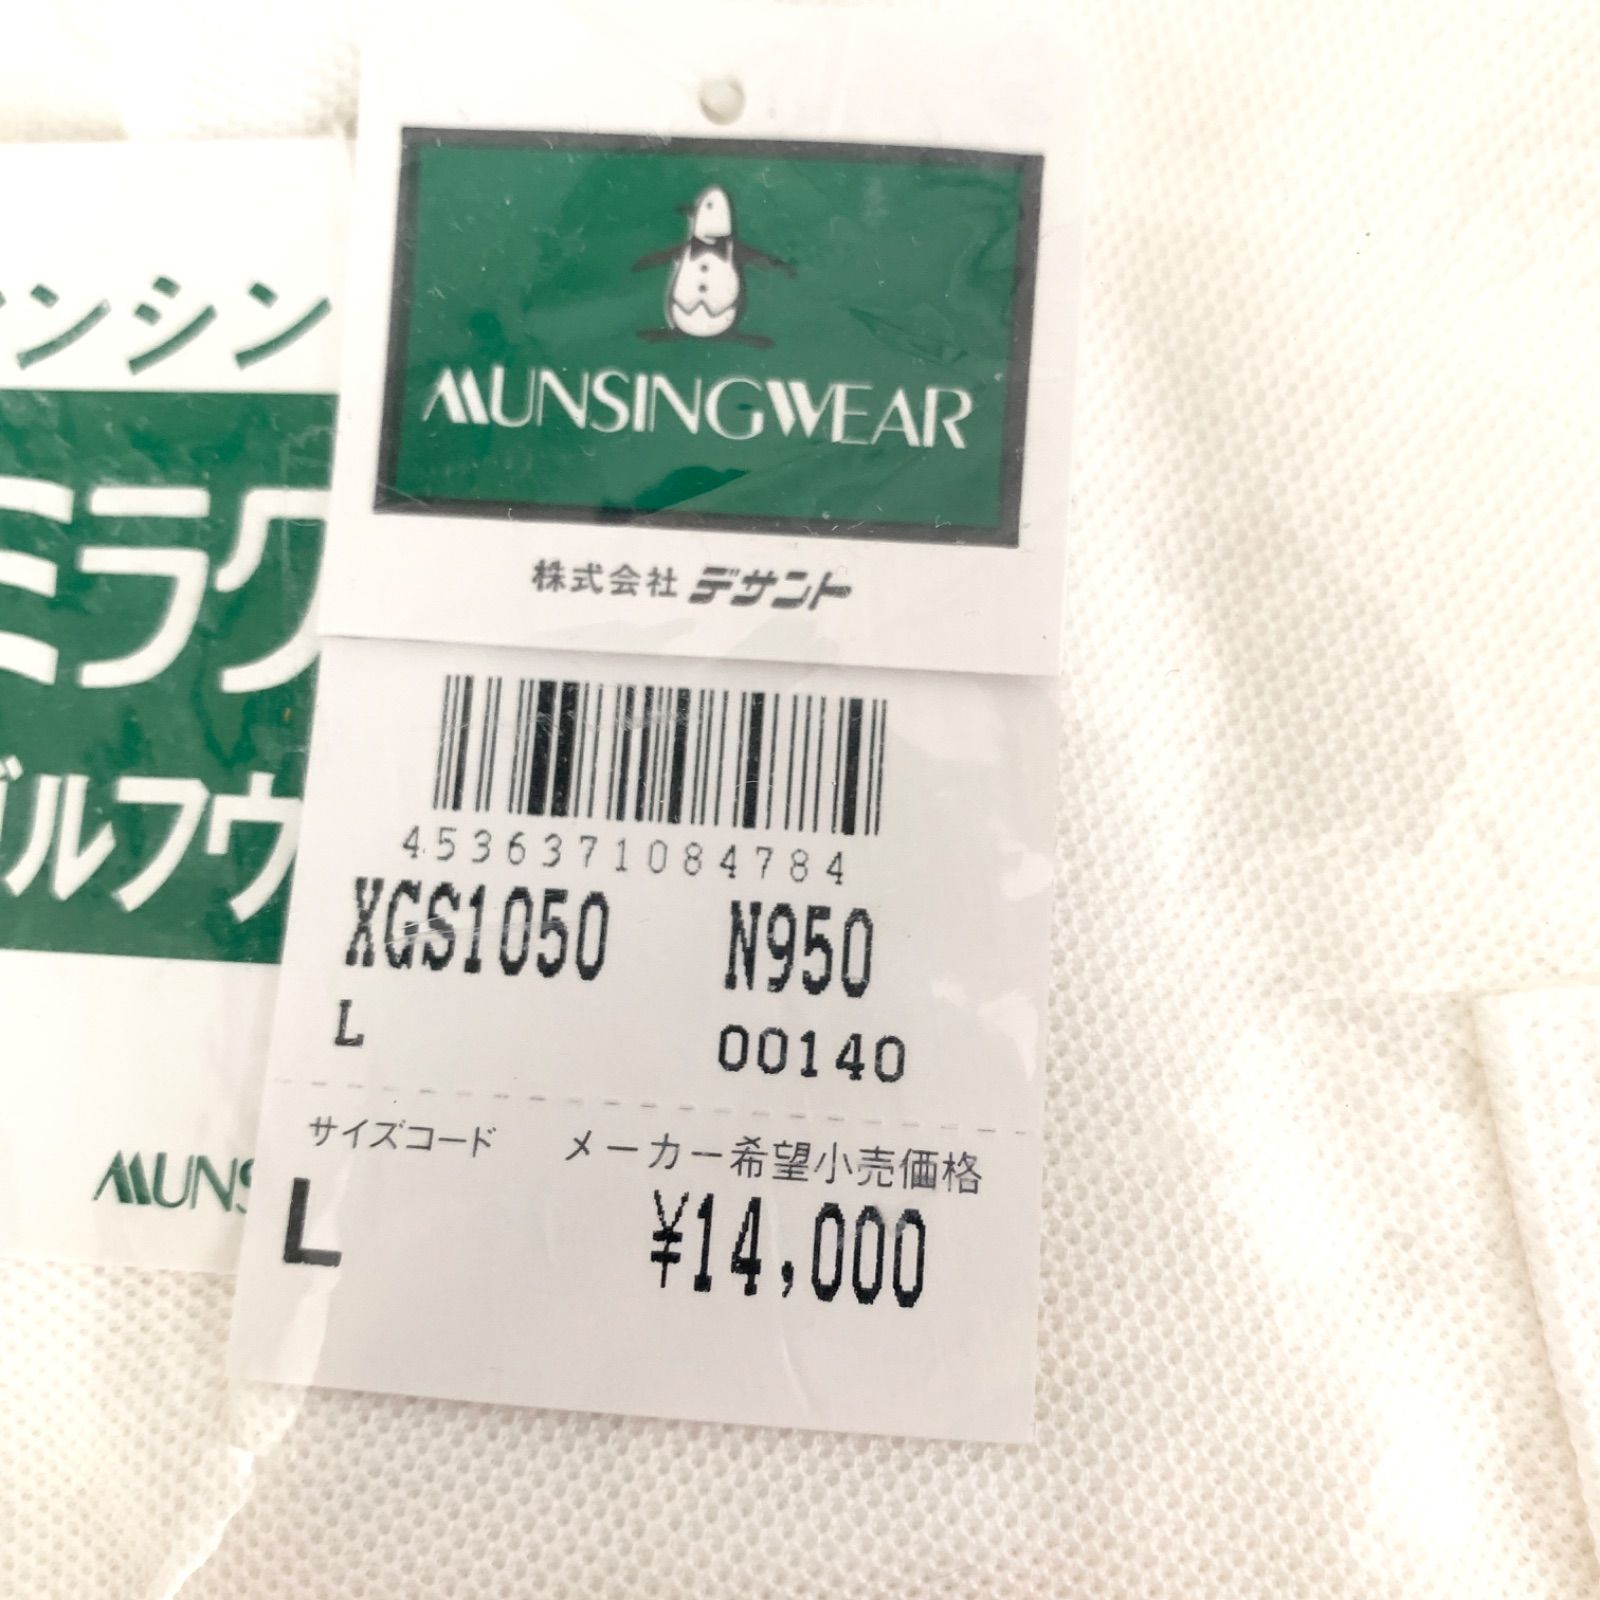 MUNSINGWEAR
株式会社 デサント
4536371084784
XGS1050 N950
L 00140
サイズコード メーカー希望小売価格
L ¥14,000
ンシン
ミラク
ゴルフウ
MUNS